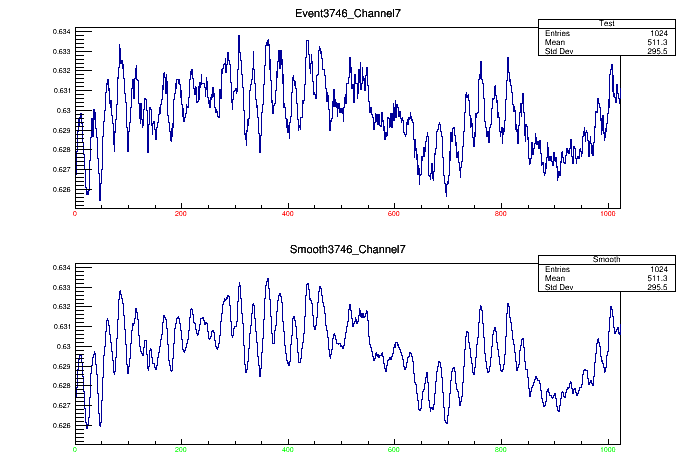 Event3746_Channel7
Test
Entries 1024
Mean 511.3
Std Dev 295.5
0.634
0.633
0.632
0.631
0.63
0.629
0.628
0.627
0.626
0 200 400 600 800 1000
Smooth3746_Channel7
Smooth
Entries 1024
Mean 511.3
Std Dev 295.5
0.634
0.633
0.632
0.631
0.63
0.629
0.628
0.627
0.626
0 200 400 600 800 1000